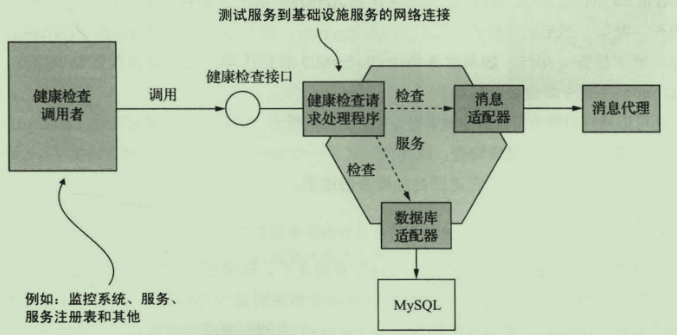 测试服务到基础设施服务的网络连接
健康检查
调用者
调用
健康检查接口
健康检查请
求处理程序
检查
消息
适配器
消息代理
服务
检查
数据库
适配器
MySQL
例如：监控系统、服务、
服务注册表和其他